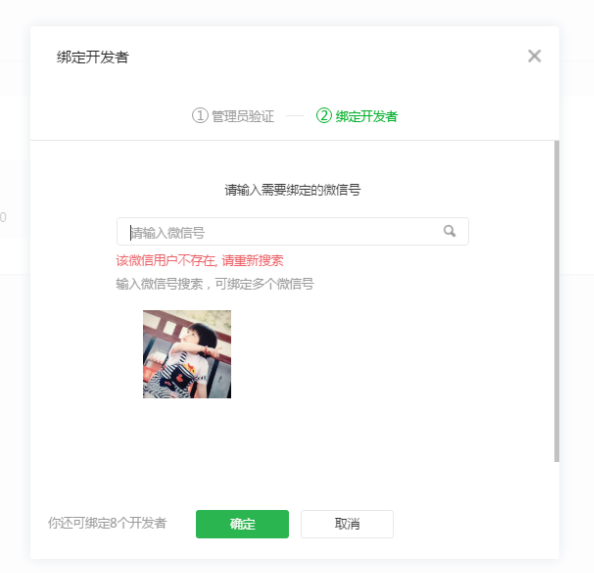 绑定开发者
① 管理员验证 — ② 绑定开发者
请输入需要绑定的微信号
0
请输入微信号
该微信用户不存在, 请重新搜索
输入微信号搜索，可绑定多个微信号
你还可绑定8个开发者 确定 取消